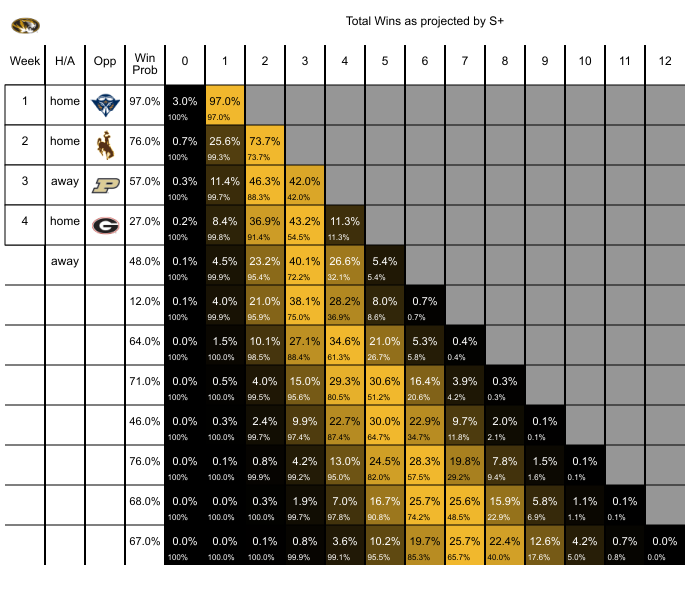 Total Wins as projected by S+
Week H/A Opp Win Prob 0 1 2 3 4 5 6 7 8 9 10 11 12
1 home 97.0% 3.0% 97.0%
100% 97.0%
2 home 76.0% 0.7% 25.6% 73.7%
100% 99.3% 73.7%
3 away 57.0% 0.3% 11.4% 46.3% 42.0%
100% 99.7% 88.3% 42.0%
4 home G 27.0% 0.2% 8.4% 36.9% 43.2% 11.3%
100% 99.8% 91.4% 54.5% 11.3%
away 48.0% 0.1% 4.5% 23.2% 40.1% 26.6% 5.4%
100% 99.9% 95.4% 72.2% 32.1% 5.4%
12.0% 0.1% 4.0% 21.0% 38.1% 28.2% 8.0% 0.7%
100% 99.9% 95.9% 75.0% 36.9% 8.6% 0.7%
64.0% 0.0% 1.5% 10.1% 27.1% 34.6% 21.0% 5.3% 0.4%
100% 100.0% 98.5% 88.4% 61.3% 26.7% 5.8% 0.4%
71.0% 0.0% 0.5% 4.0% 15.0% 29.3% 30.6% 16.4% 3.9% 0.3%
100% 100.0% 99.5% 95.6% 80.5% 51.2% 20.6% 4.2% 0.3%
46.0% 0.0% 0.3% 2.4% 9.9% 22.7% 30.0% 22.9% 9.7% 2.0% 0.1%
100% 100.0% 99.7% 97.4% 87.4% 64.7% 34.7% 11.8% 2.1% 0.1%
76.0% 0.0% 0.1% 0.8% 4.2% 13.0% 24.5% 28.3% 19.8% 7.8% 1.5% 0.1%
100% 100.0% 99.9% 99.2% 95.0% 82.0% 57.5% 29.2% 9.4% 1.6% 0.1%
68.0% 0.0% 0.0% 0.3% 1.9% 7.0% 16.7% 25.7% 25.6% 15.9% 5.8% 1.1% 0.1%
100% 100.0% 100.0% 99.7% 97.8% 90.8% 74.2% 48.5% 22.9% 6.9% 1.1% 0.1%
67.0% 0.0% 0.0% 0.1% 0.8% 3.6% 10.2% 19.7% 25.7% 22.4% 12.6% 4.2% 0.7% 0.0%
100% 100.0% 100.0% 99.9% 99.1% 95.5% 85.3% 65.7% 40.0% 17.6% 5.0% 0.8% 0.0%